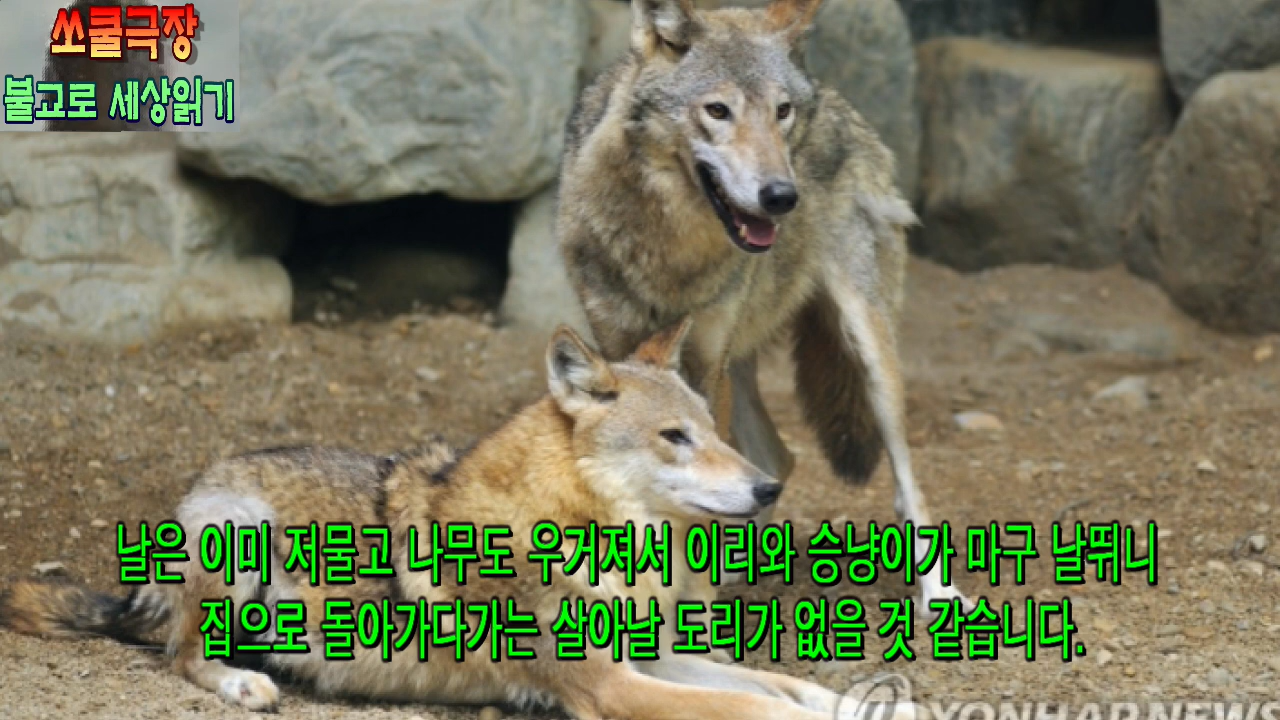 쏘쿨극장
불교로 세상읽기
날은 이미 저물고 나무도 우거져서 이리와 승냥이가 마구 날뛰니
집으로 돌아가다가는 살아날 도리가 없을 것 같습니다.
YONHAP NEWS